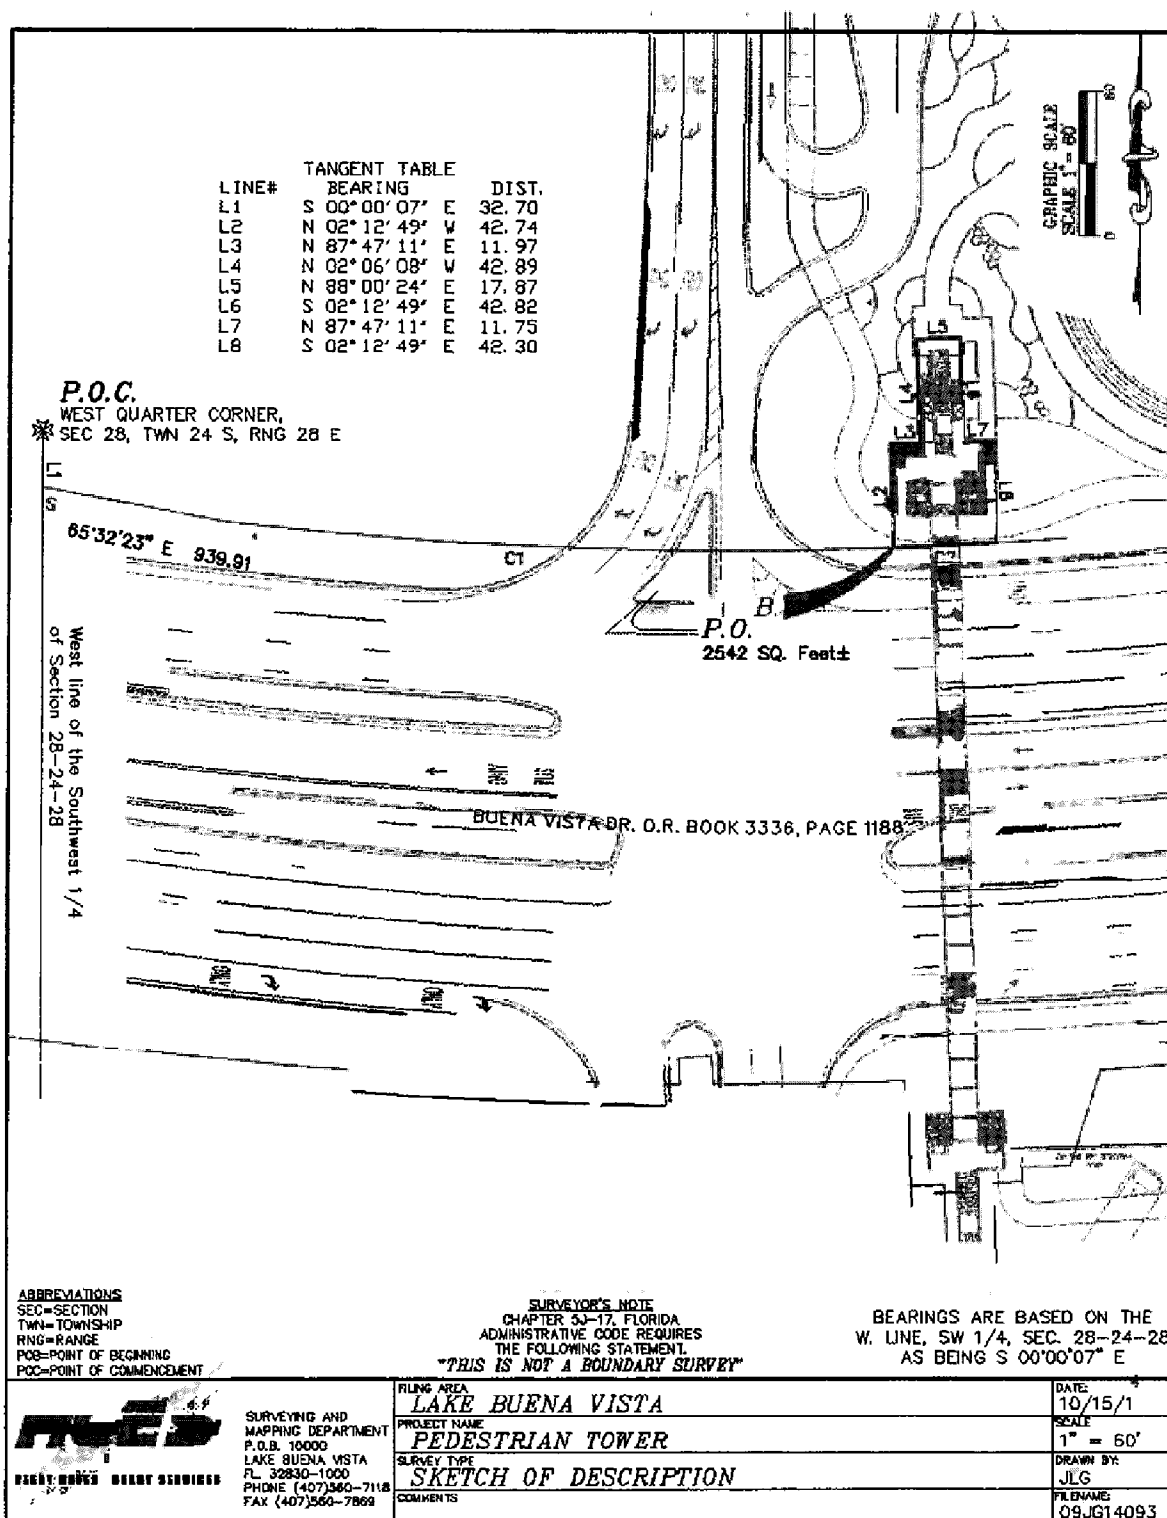 TANGENT TABLE
LINE# BEARING DIST.
L1 S 00°00'07" E 32.70
L2 N 02°12'49" W 42.74
L3 N 87°47'11" E 11.97
L4 N 02°06'08" W 42.89
L5 N 88°00'24" E 17.87
L6 S 02°12'49" E 42.82
L7 N 87°47'11" E 11.75
L8 S 02°12'49" E 42.30
GRAPHIC SCALE
SCALE 1" = 60'
0 60
P.O.C.
WEST QUARTER CORNER,
SEC 28, TWN 24 S, RNG 28 E
L1
S
65°32'23" E 939.91
C1
L5
L4
L7
L2
L8
P.O.
B
2542 SQ. Feet±
West line of the Southwest 1/4
of Section 28-24-28
ONLY
BUENA VISTA DR. O.R. BOOK 3336, PAGE 1188
ONLY
ONLY
ABBREVIATIONS
SEC=SECTION
TWN=TOWNSHIP
RNG=RANGE
POB=POINT OF BEGINNING
POC=POINT OF COMMENCEMENT
SURVEYOR'S NOTE
CHAPTER 5J-17, FLORIDA
ADMINISTRATIVE CODE REQUIRES
THE FOLLOWING STATEMENT.
"THIS IS NOT A BOUNDARY SURVEY"
BEARINGS ARE BASED ON THE
W. LINE, SW 1/4, SEC. 28-24-28
AS BEING S 00°00'07" E
SURVEYING AND
MAPPING DEPARTMENT
P.O.B. 10000
LAKE BUENA VISTA
FL. 32830-1000
PHONE (407)560-7118
FAX (407)560-7869
FILING AREA
LAKE BUENA VISTA
PROJECT NAME
PEDESTRIAN TOWER
SURVEY TYPE
SKETCH OF DESCRIPTION
COMMENTS
DATE:
10/15/1
SCALE
1" = 60'
DRAWN BY:
JLG
FILENAME:
09JG14093